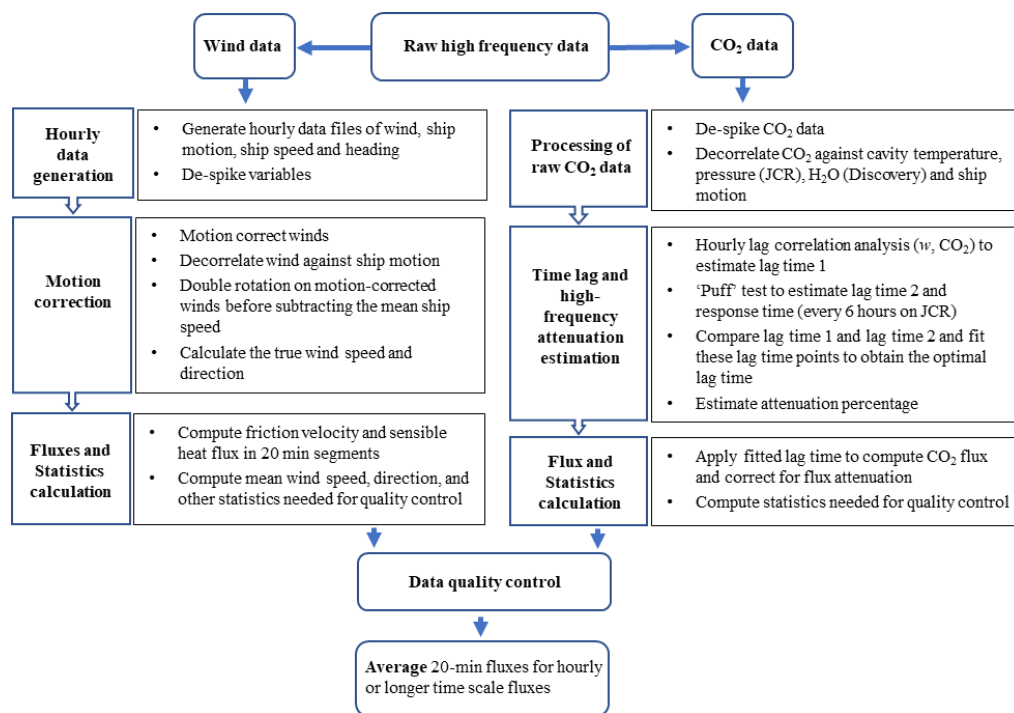 Wind data
Raw high frequency data
CO₂ data
Hourly
data
generation
• Generate hourly data files of wind, ship
motion, ship speed and heading
• De-spike variables
Motion
correction
• Motion correct winds
• Decorrelate wind against ship motion
• Double rotation on motion-corrected
winds before subtracting the mean ship
speed
• Calculate the true wind speed and
direction
Fluxes and
Statistics
calculation
• Compute friction velocity and sensible
heat flux in 20 min segments
• Compute mean wind speed, direction, and
other statistics needed for quality control
Processing of
raw CO₂ data
• De-spike CO₂ data
• Decorrelate CO₂ against cavity temperature,
pressure (JCR), H₂O (Discovery) and ship
motion
Time lag and
high-
frequency
attenuation
estimation
• Hourly lag correlation analysis (w, CO₂) to
estimate lag time 1
• ‘Puff’ test to estimate lag time 2 and
response time (every 6 hours on JCR)
• Compare lag time 1 and lag time 2 and fit
these lag time points to obtain the optimal
lag time
• Estimate attenuation percentage
Flux and
Statistics
calculation
• Apply fitted lag time to compute CO₂ flux
and correct for flux attenuation
• Compute statistics needed for quality control
Data quality control
Average 20-min fluxes for hourly
or longer time scale fluxes